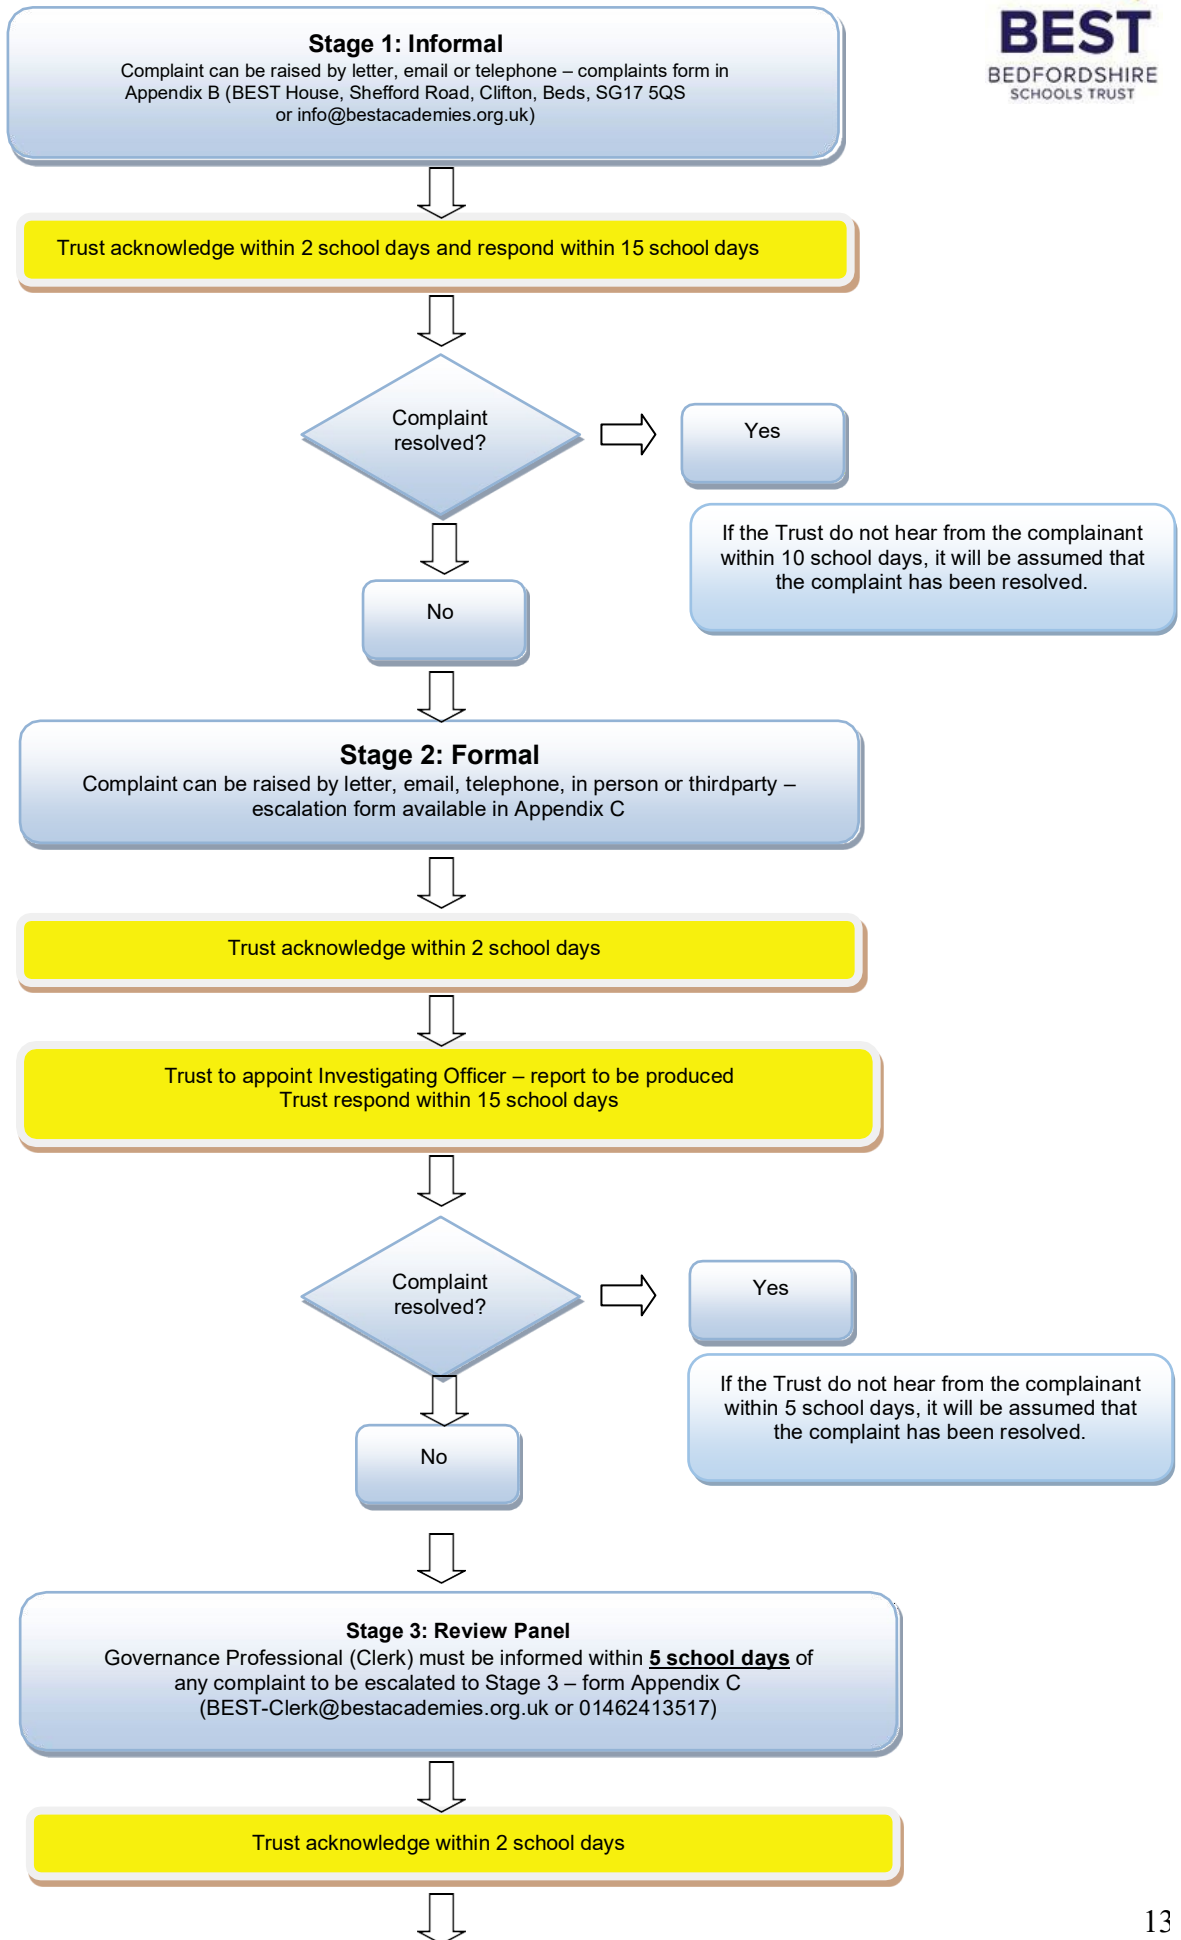 BEST
BEDFORDSHIRE
SCHOOLS TRUST
Stage 1: Informal
Complaint can be raised by letter, email or telephone – complaints form in
Appendix B (BEST House, Shefford Road, Clifton, Beds, SG17 5QS
or info@bestacademies.org.uk)
Trust acknowledge within 2 school days and respond within 15 school days
Complaint
resolved?
Yes
If the Trust do not hear from the complainant
within 10 school days, it will be assumed that
the complaint has been resolved.
No
Stage 2: Formal
Complaint can be raised by letter, email, telephone, in person or thirdparty –
escalation form available in Appendix C
Trust acknowledge within 2 school days
Trust to appoint Investigating Officer – report to be produced
Trust respond within 15 school days
Complaint
resolved?
Yes
If the Trust do not hear from the complainant
within 5 school days, it will be assumed that
the complaint has been resolved.
No
Stage 3: Review Panel
Governance Professional (Clerk) must be informed within 5 school days of
any complaint to be escalated to Stage 3 – form Appendix C
(BEST-Clerk@bestacademies.org.uk or 01462413517)
Trust acknowledge within 2 school days
13